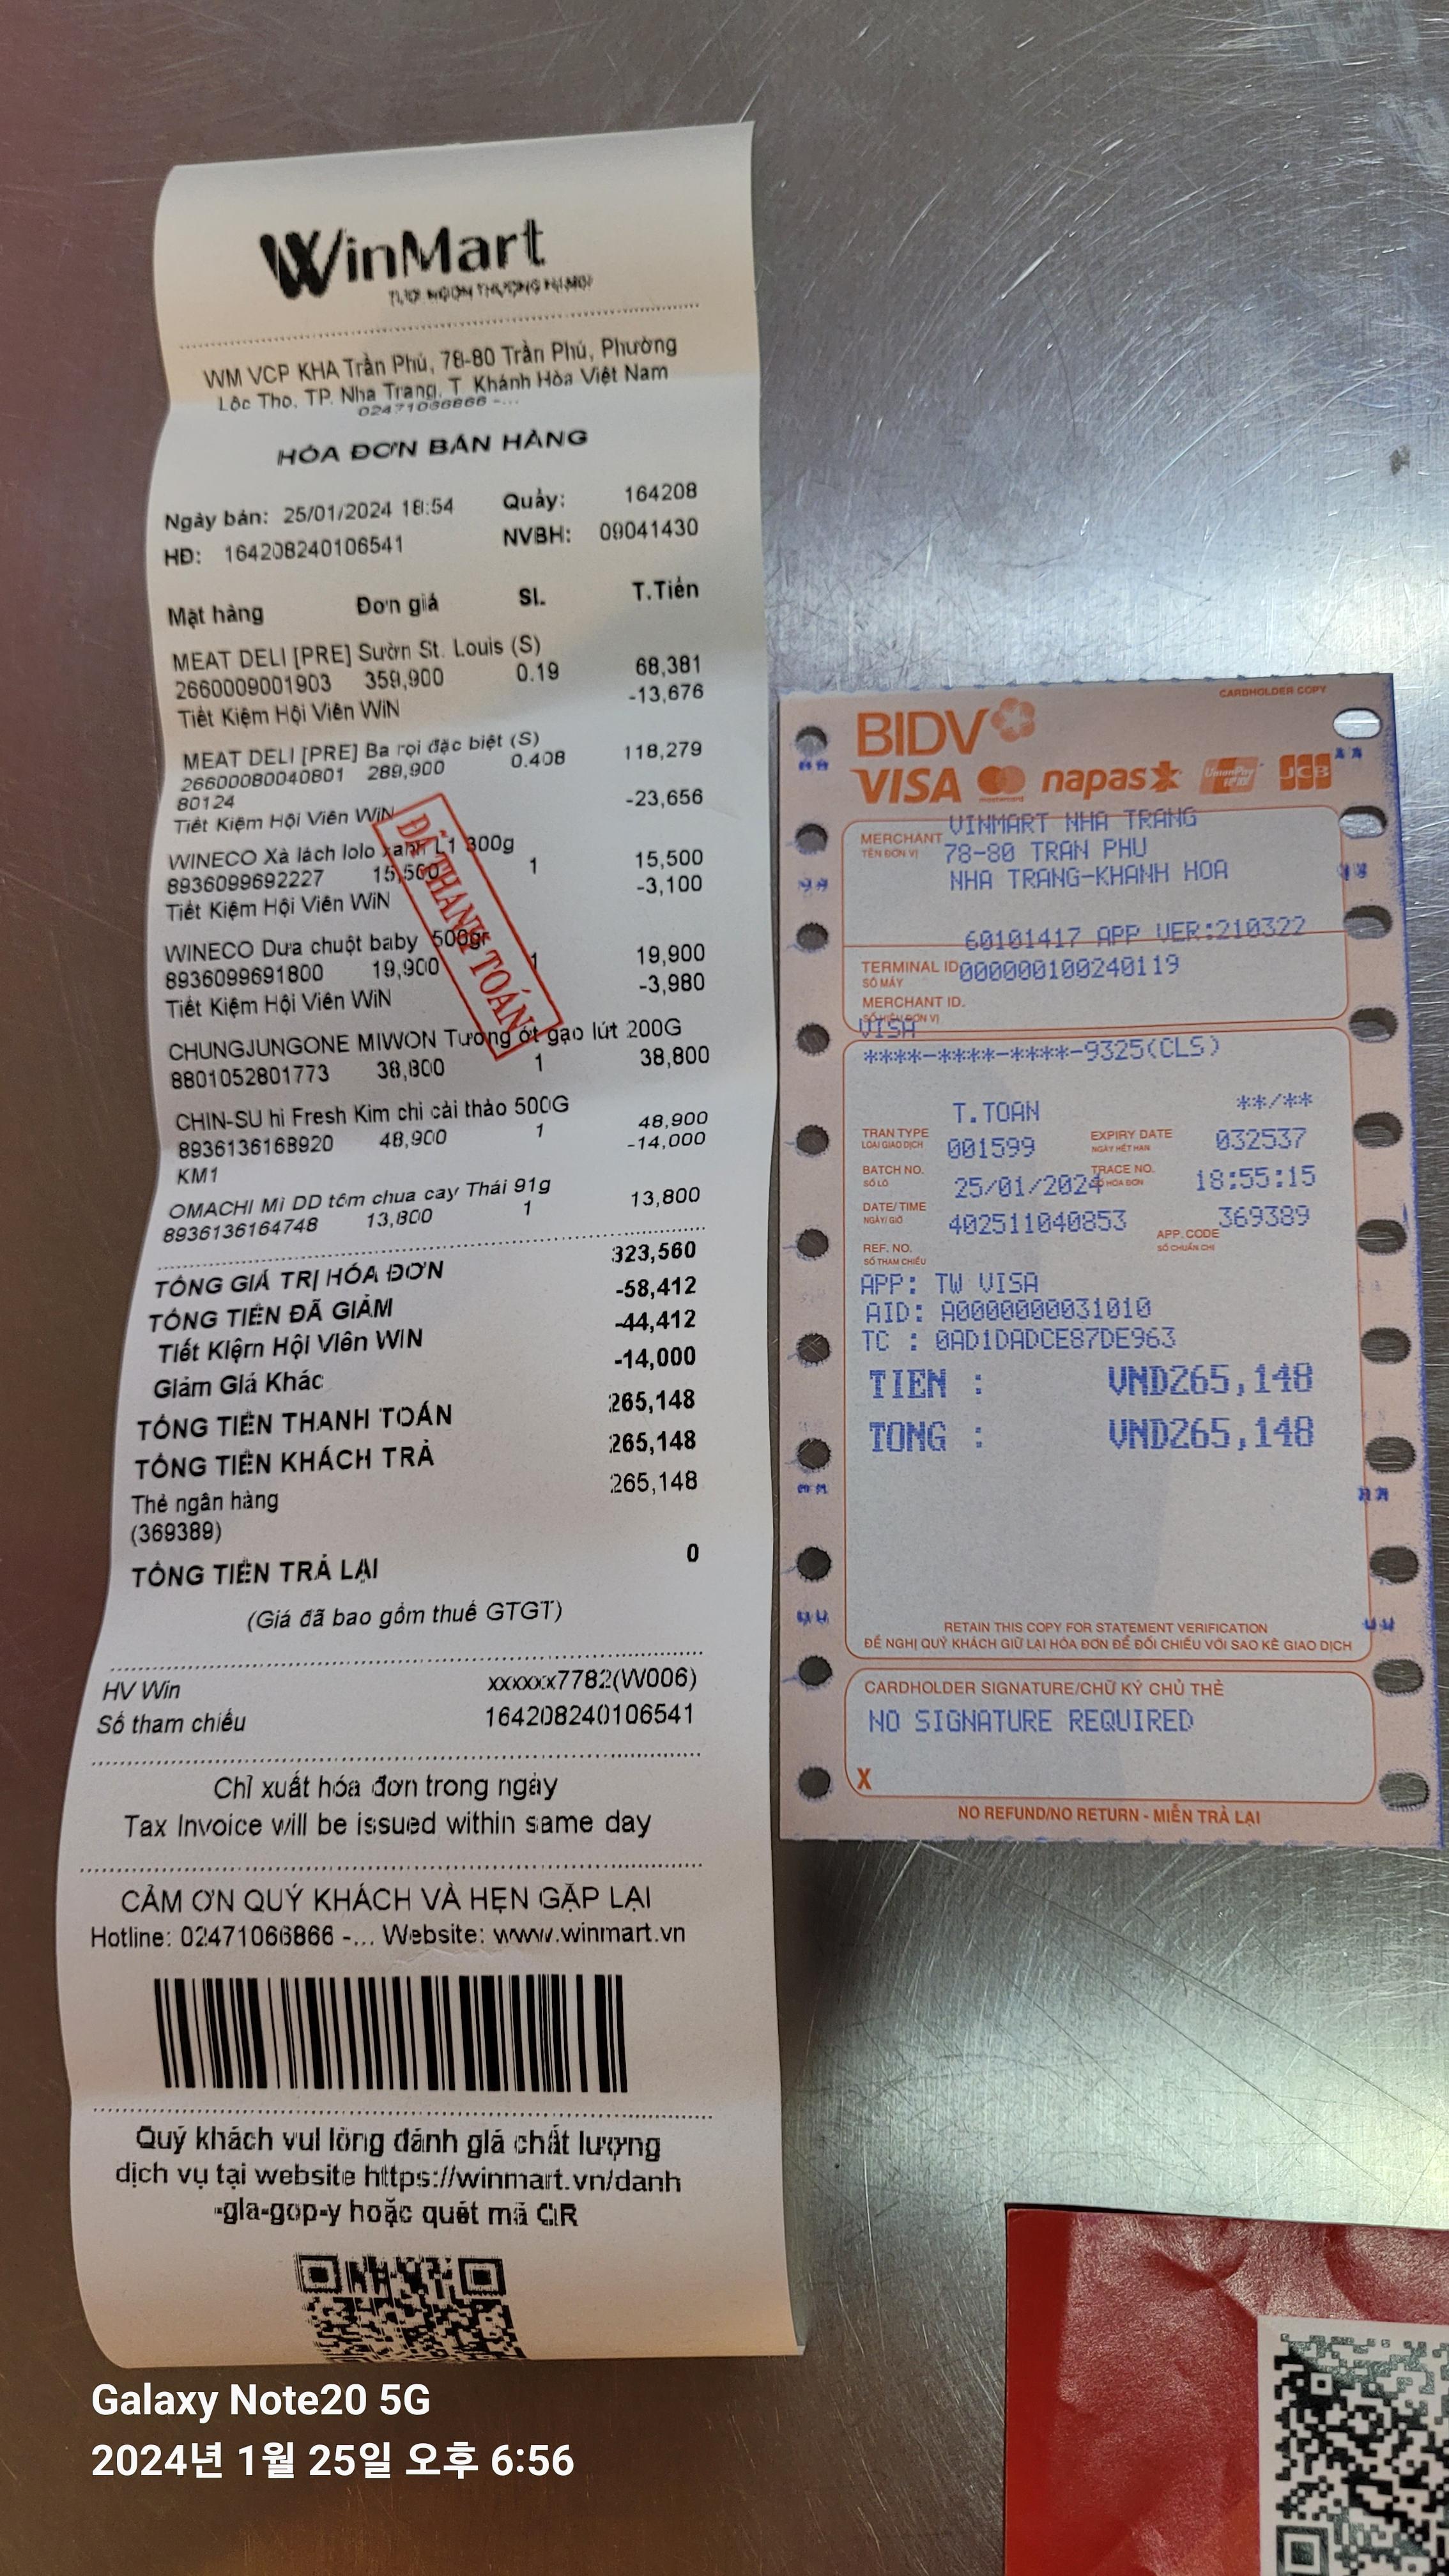 WinMart
WM VCP KHA Trần Phú, 78-80 Trần Phú, Phường
Lộc Thọ, TP. Nha Trang, T. Khánh Hòa Việt Nam
02471066866 -...
HÓA ĐƠN BÁN HÀNG
Ngày bán: 25/01/2024 18:54 Quầy: 164208
HĐ: 164208240106541 NVBH: 09041430
Mặt hàng Đơn giá SL T.Tiền
MEAT DELI [PRE] Sườn St. Louis (S)
2660009001903 359,900 0.19 68,381
Tiết Kiệm Hội Viên WiN -13,676
MEAT DELI [PRE] Ba rọi đặc biệt (S)
26600080040801 289,900 0.408 118,279
80124
Tiết Kiệm Hội Viên WiN -23,656
WINECO Xà lách lolo xanh L1 300g
8936099692227 15,500 1 15,500
Tiết Kiệm Hội Viên WiN -3,100
WINECO Dưa chuột baby 500gr
8936099691800 19,900 1 19,900
Tiết Kiệm Hội Viên WiN -3,980
ĐÃ THANH TOÁN
CHUNGJUNGONE MIWON Tương ớt gạo lứt 200G
8801052801773 38,800 1 38,800
CHIN-SU hi Fresh Kim chi cải thảo 500G
8936136168920 48,900 1 48,900
KM1 -14,000
OMACHI Mì DD tôm chua cay Thái 91g
8936136164748 13,800 1 13,800
TỔNG GIÁ TRỊ HÓA ĐƠN 323,560
TỔNG TIỀN ĐÃ GIẢM -58,412
Tiết Kiệm Hội Viên WIN -44,412
Giảm Giá Khác -14,000
TỔNG TIỀN THANH TOÁN 265,148
TỔNG TIỀN KHÁCH TRẢ 265,148
Thẻ ngân hàng 265,148
(369389)
TỔNG TIỀN TRẢ LẠI 0
(Giá đã bao gồm thuế GTGT)
HV Win xxxxxx7782(W006)
Số tham chiếu 164208240106541
Chỉ xuất hóa đơn trong ngày
Tax Invoice will be issued within same day
CẢM ƠN QUÝ KHÁCH VÀ HẸN GẶP LẠI
Hotline: 02471066866 -... Website: www.winmart.vn
Quý khách vui lòng đánh giá chất lượng
dịch vụ tại website https://winmart.vn/danh
-gia-gop-y hoặc quét mã QR
CARDHOLDER COPY
BIDV
VISA mastercard napas UnionPay 银联 JCB
MERCHANT VINMART NHA TRANG
TÊN ĐƠN VỊ 78-80 TRAN PHU
NHA TRANG-KHANH HOA
60101417 APP VER:210322
TERMINAL ID 000000100240119
SỐ MÁY
MERCHANT ID.
SỐ HIỆU ĐƠN VỊ
VISA
****-****-****-9325(CLS)
T.TOAN **/**
TRAN TYPE 001599 EXPIRY DATE 032537
LOẠI GIAO DỊCH NGÀY HẾT HẠN
BATCH NO. 25/01/2024 TRACE NO. 18:55:15
SỐ LÔ SỐ HÓA ĐƠN
DATE/TIME 402511040853 369389
NGÀY/GIỜ APP. CODE
REF. NO. SỐ CHUẨN CHI
SỐ THAM CHIẾU
APP: TW VISA
AID: A0000000031010
TC : 0AD1DADCE87DE963
TIEN : VND265,148
TONG : VND265,148
RETAIN THIS COPY FOR STATEMENT VERIFICATION
ĐỀ NGHỊ QUÝ KHÁCH GIỮ LẠI HÓA ĐƠN ĐỂ ĐỐI CHIẾU VỚI SAO KÊ GIAO DỊCH
CARDHOLDER SIGNATURE/CHỮ KÝ CHỦ THẺ
NO SIGNATURE REQUIRED
X
NO REFUND/NO RETURN - MIỄN TRẢ LẠI
Galaxy Note20 5G
2024년 1월 25일 오후 6:56